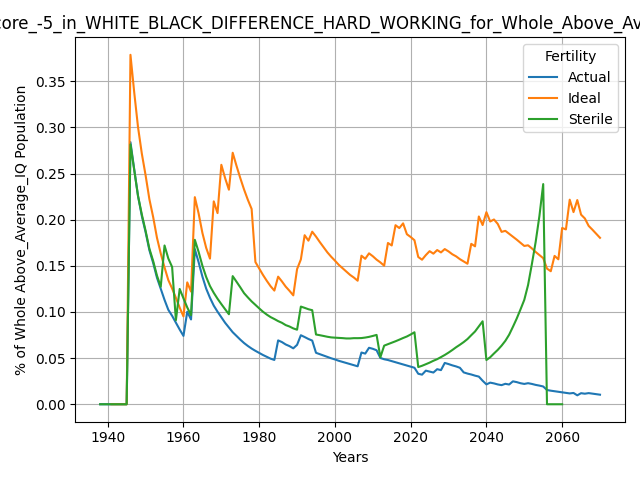 core_-5_in_WHITE_BLACK_DIFFERENCE_HARD_WORKING_for_Whole_Above_Av
Fertility
Actual
Ideal
Sterile
% of Whole Above_Average_IQ Population
0.35
0.30
0.25
0.20
0.15
0.10
0.05
0.00
1940 1960 1980 2000 2020 2040 2060
Years